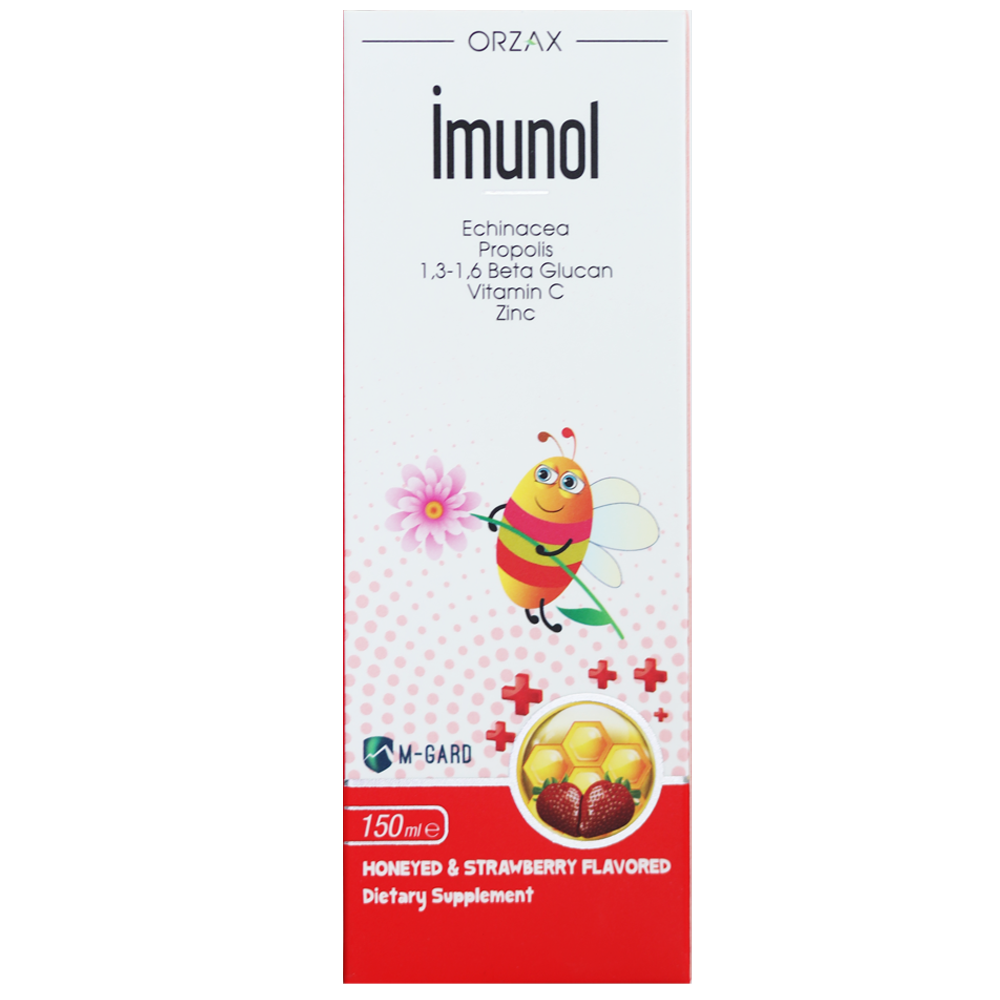 ORZAX
İmunol
Echinacea
Propolis
1,3-1,6 Beta Glucan
Vitamin C
Zinc
M-GARD
150 ml ℮
HONEYED & STRAWBERRY FLAVORED
Dietary Supplement